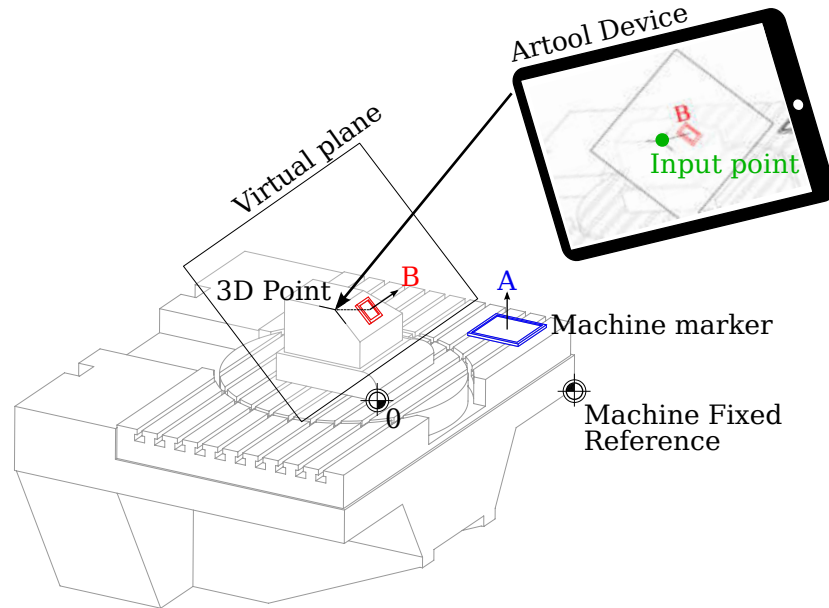 Artool Device
B
Input point
Virtual plane
3D Point
B
A
Machine marker
0
Machine Fixed
Reference